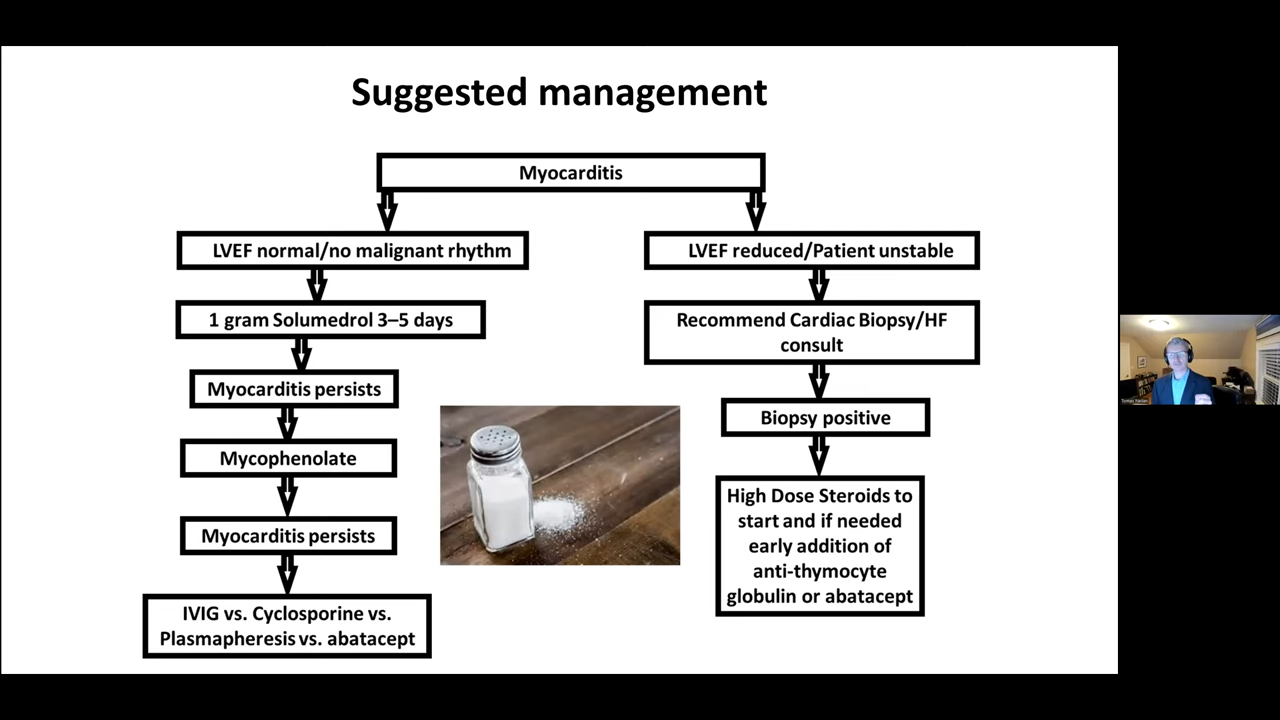 Suggested management
Myocarditis
LVEF normal/no malignant rhythm
1 gram Solumedrol 3–5 days
Myocarditis persists
Mycophenolate
Myocarditis persists
IVIG vs. Cyclosporine vs.
Plasmapheresis vs. abatacept
LVEF reduced/Patient unstable
Recommend Cardiac Biopsy/HF
consult
Biopsy positive
High Dose Steroids to
start and if needed
early addition of
anti-thymocyte
globulin or abatacept